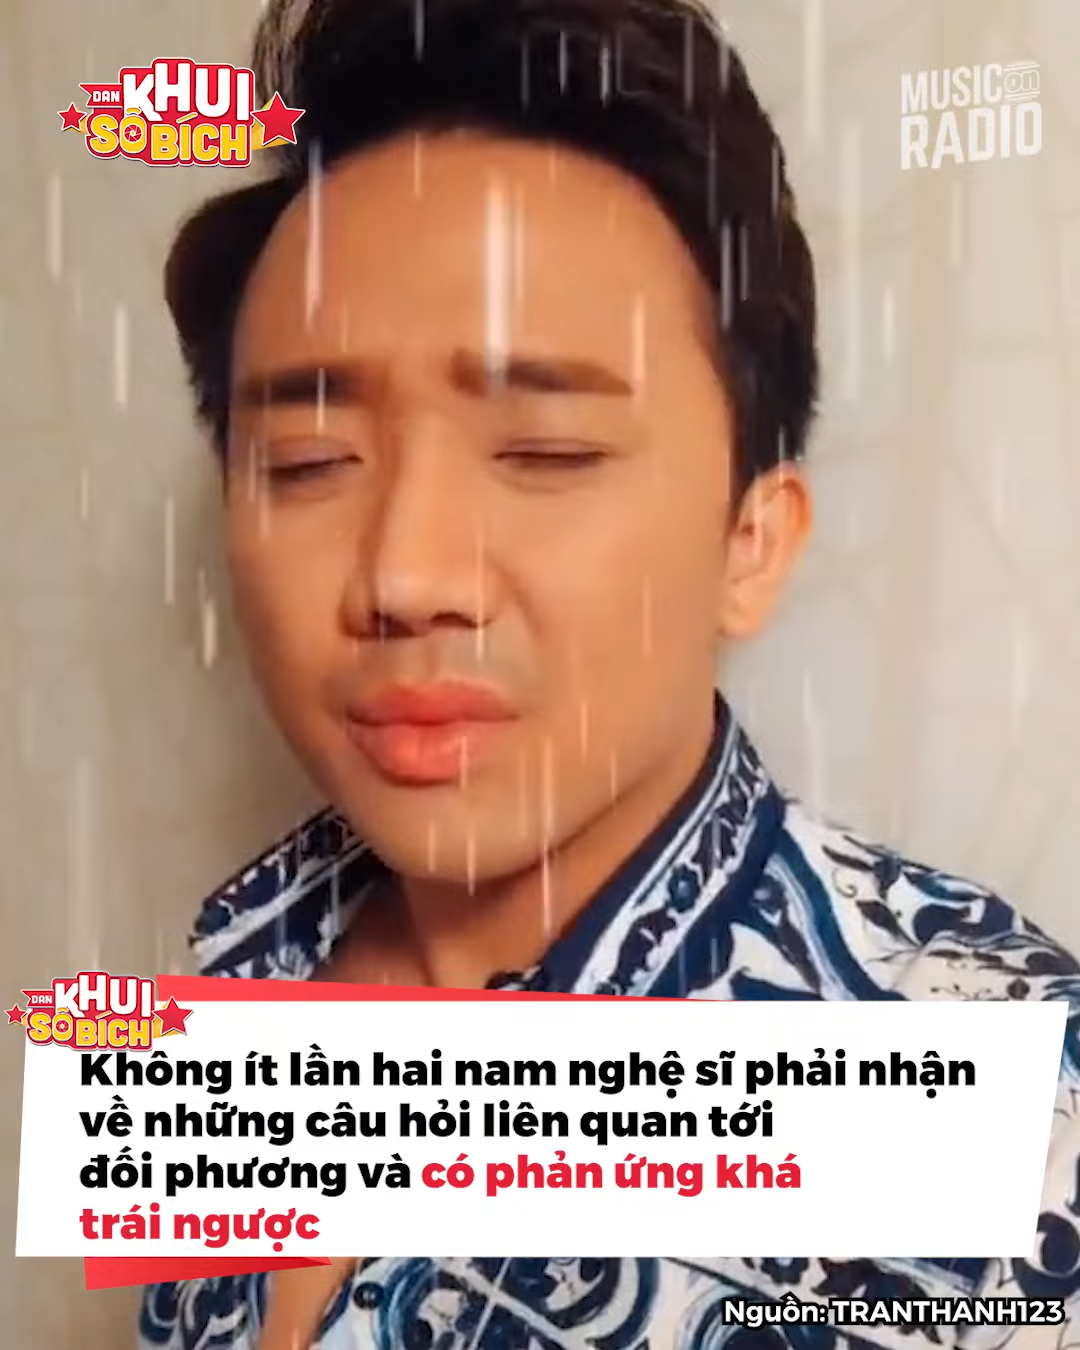 DAN
KHUI
SÔ BÍCH
MUSIC on
RADIO
DAN
KHUI
SÔ BÍCH
Không ít lần hai nam nghệ sĩ phải nhận
về những câu hỏi liên quan tới
đối phương và có phản ứng khá
trái ngược
Nguồn: TRANTHANH123